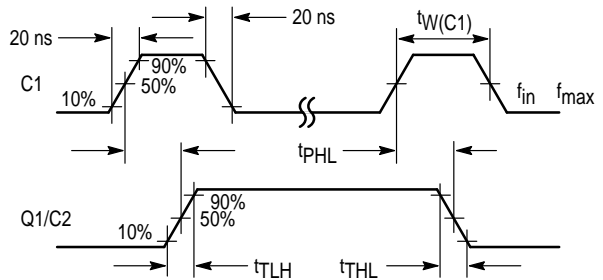 20 ns
20 ns
tW(C1)
C1
90%
50%
10%
fin
fmax
tPHL
Q1/C2
90%
50%
10%
tTLH
tTHL